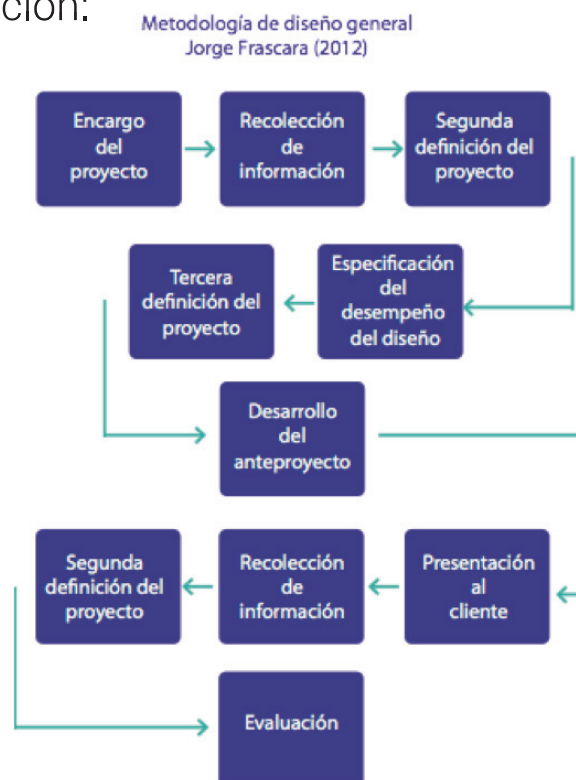 ción:
Metodología de diseño general
Jorge Frascara (2012)
Encargo
del
proyecto
Recolección
de
información
Segunda
definición del
proyecto
Tercera
definición del
proyecto
Especificación
del
desempeño
del diseño
Desarrollo
del
anteproyecto
Segunda
definición del
proyecto
Recolección
de
información
Presentación
al
cliente
Evaluación